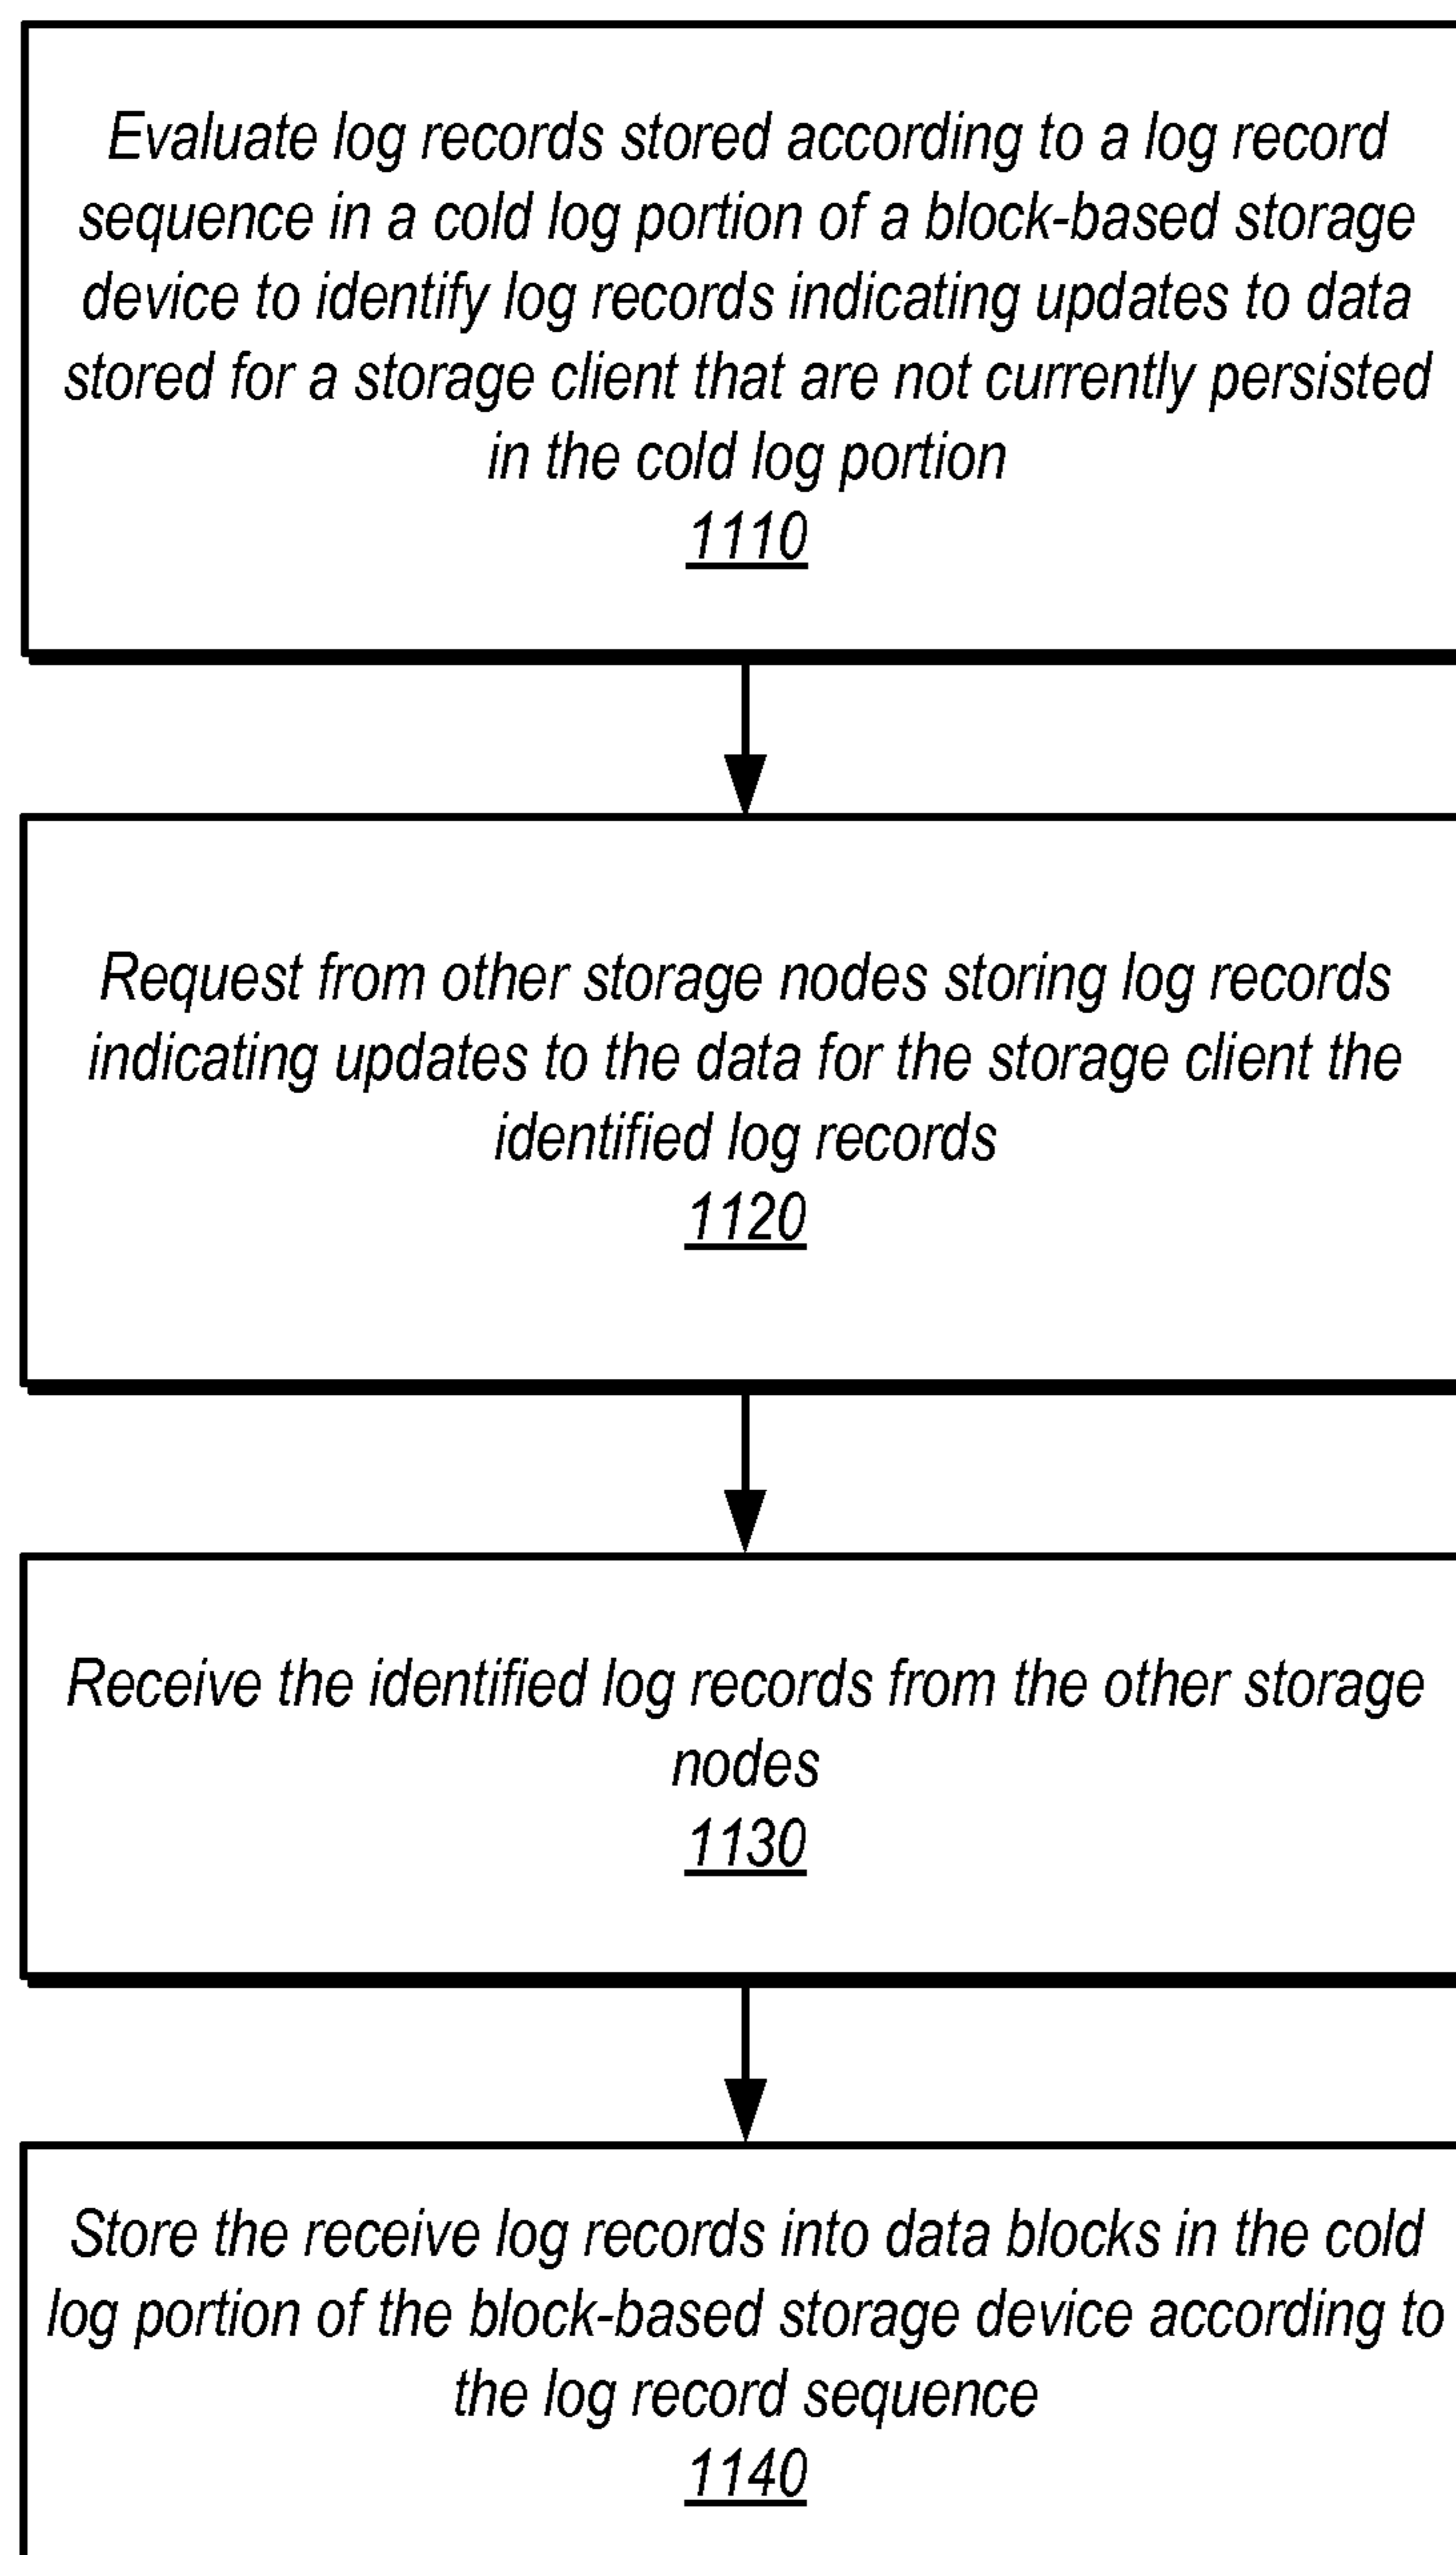 Evaluate log records stored according to a log record
sequence in a cold log portion of a block-based storage
device to identify log records indicating updates to data
stored for a storage client that are not currently persisted
in the cold log portion
1110
Request from other storage nodes storing log records
indicating updates to the data for the storage client the
identified log records
1120
Receive the identified log records from the other storage
nodes
1130
Store the receive log records into data blocks in the cold
log portion of the block-based storage device according to
the log record sequence
1140